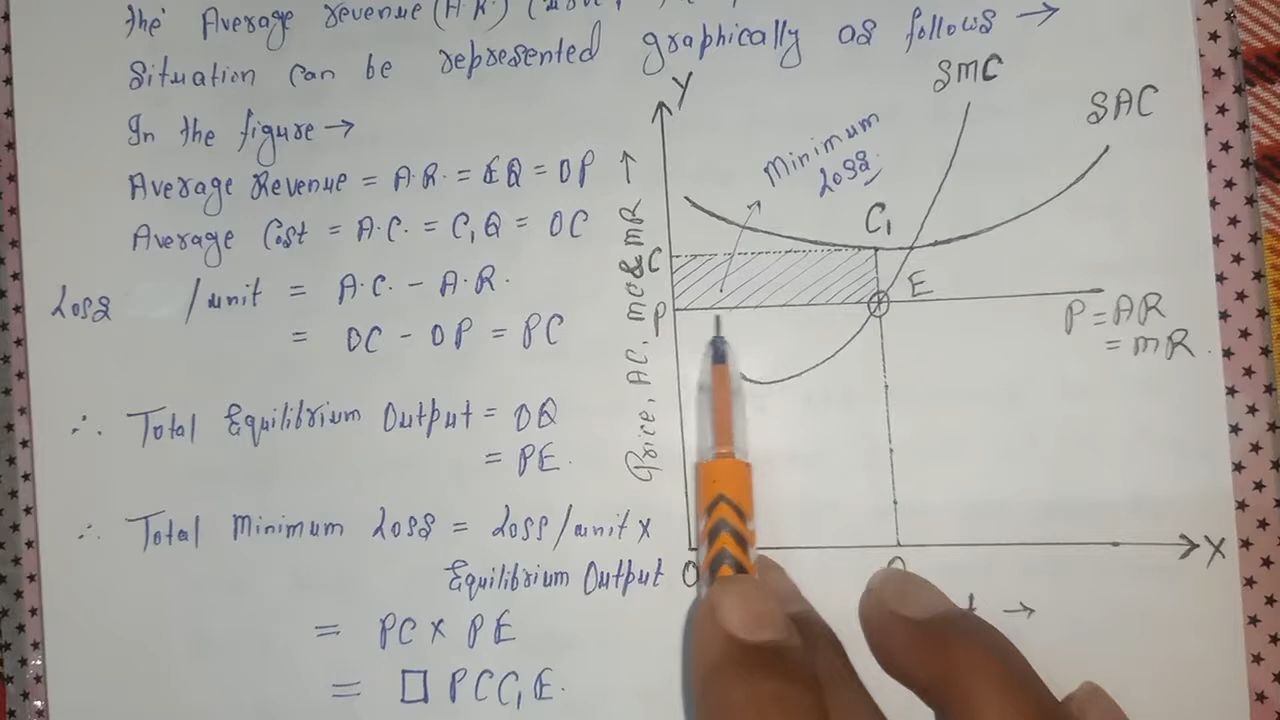 the Average revenue (A.R.)
Situation can be represented graphically as follows →
In the figure →
Average Revenue = A.R. = EQ = OP
Average Cost = A.C. = C₁Q = OC
Loss /unit = A.C. - A.R.
= OC - OP = PC
∴ Total Equilibrium Output = OQ
= PE.
∴ Total Minimum Loss = Loss/unit x
Equilibrium Output
= PC x PE
= □ PCC₁E.
Y
SMC
SAC
Minimum
Loss
C₁
C
E
P
P = AR
= MR.
Price, AC, MC & MR →
O
X
→